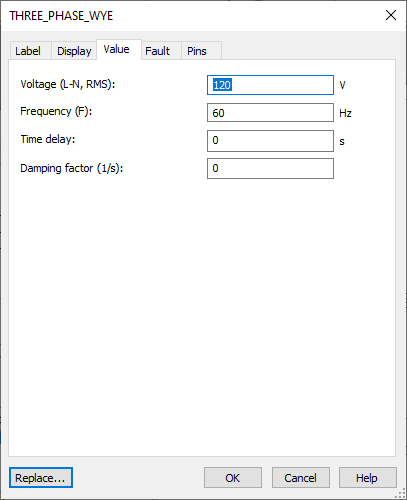 THREE_PHASE_WYE
Label Display Value Fault Pins
Voltage (L-N, RMS): 120 V
Frequency (F): 60 Hz
Time delay: 0 s
Damping factor (1/s): 0
Replace... OK Cancel Help